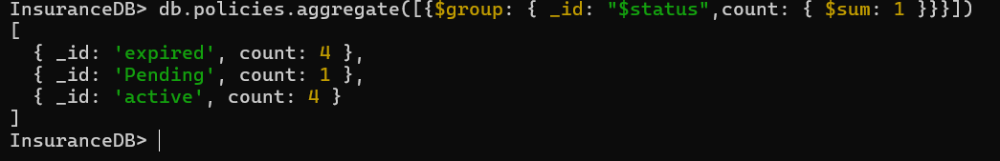 InsuranceDB> db.policies.aggregate([{$group: { _id: "$status",count: { $sum: 1 }}}])
[
  { _id: 'expired', count: 4 },
  { _id: 'Pending', count: 1 },
  { _id: 'active', count: 4 }
]
InsuranceDB>